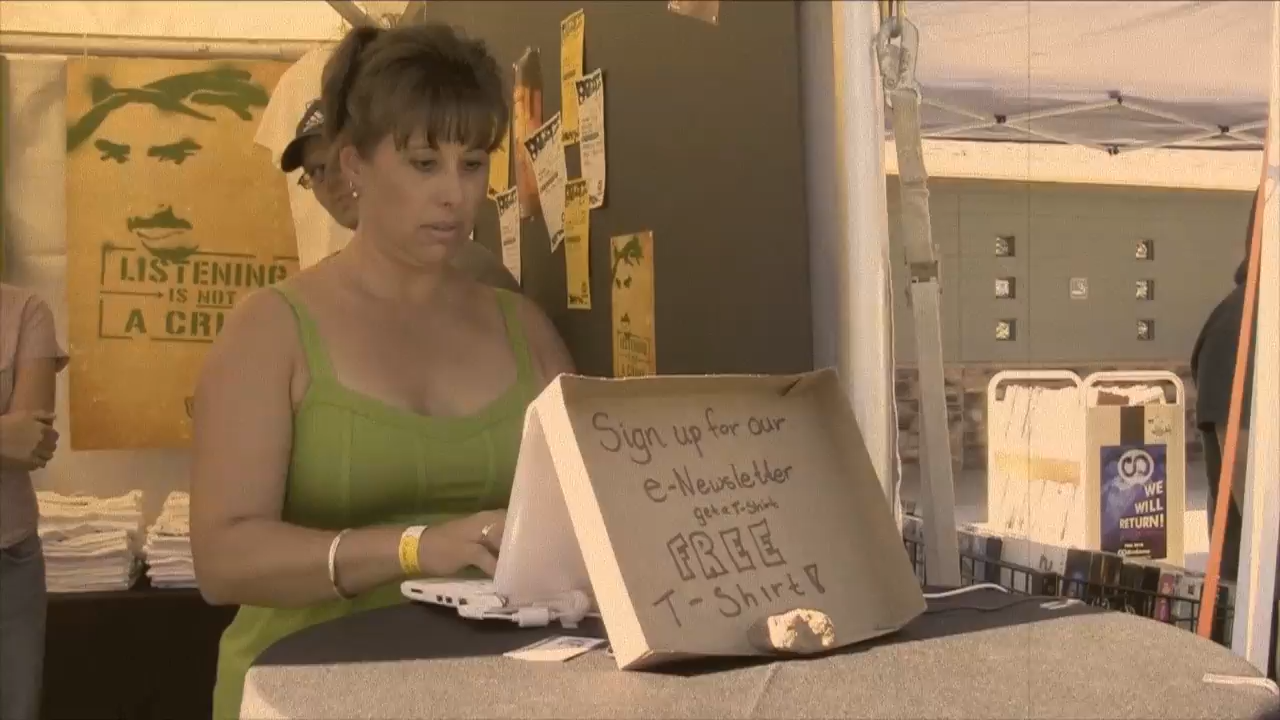 LISTENING
IS NOT
A CRI
Sign up for our
e-Newsletter
get a T-Shirt
FREE
T-Shirt!
WE
WILL
RETURN!